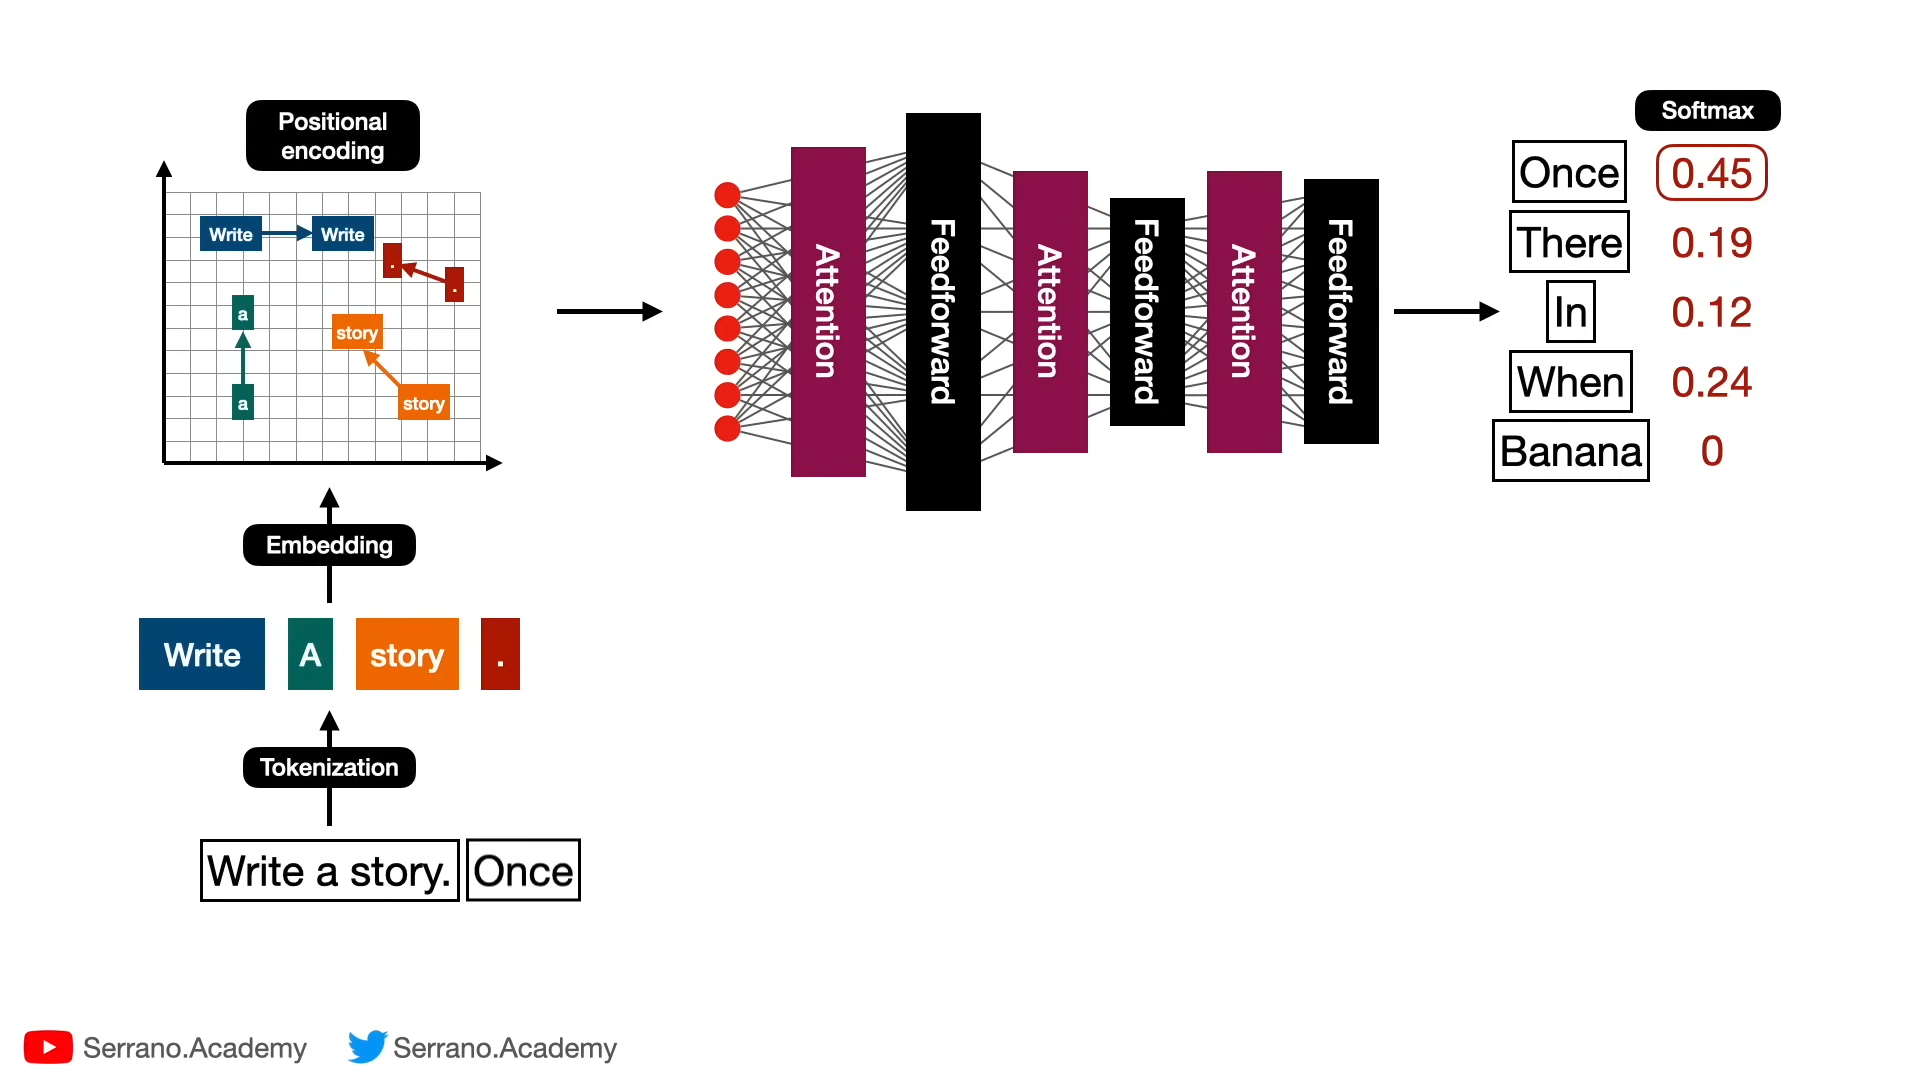 Positional
encoding
Write Write
.
.
a
story
a
story
Embedding
Write A story .
Tokenization
Write a story. Once
Attention
Feedforward
Attention
Feedforward
Attention
Feedforward
Softmax
Once 0.45
There 0.19
In 0.12
When 0.24
Banana 0
Serrano.Academy Serrano.Academy